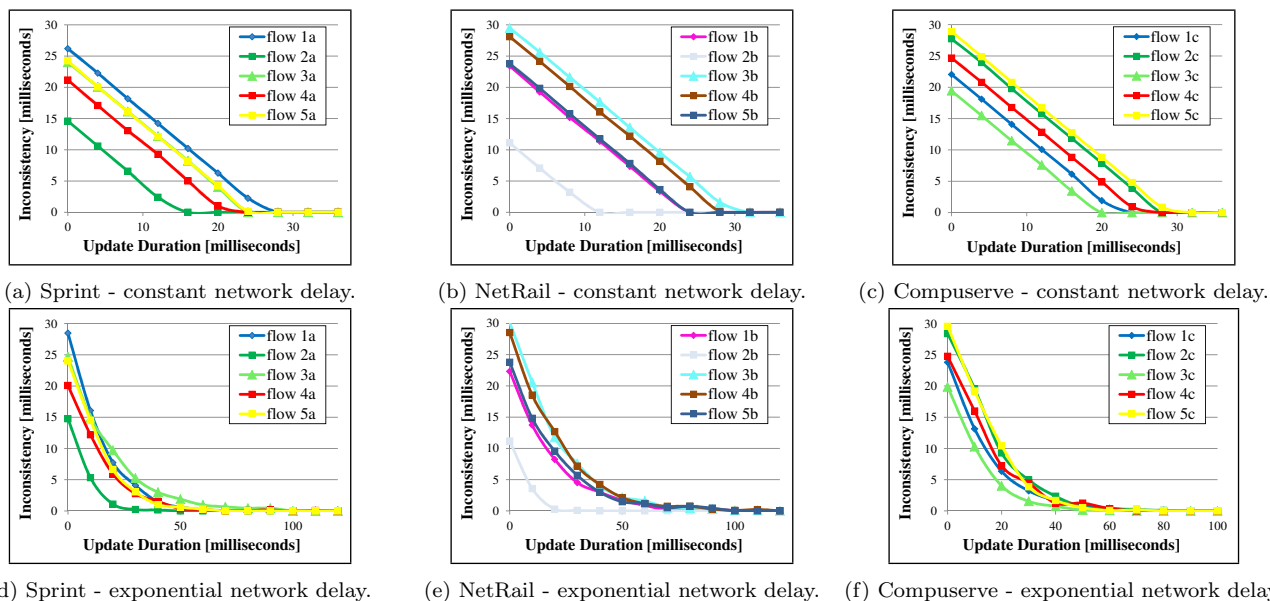 30
25
20
15
10
5
0
Inconsistency [milliseconds]
flow 1a
flow 2a
flow 3a
flow 4a
flow 5a
10 20 30
Update Duration [milliseconds]
(a) Sprint - constant network delay.
30
25
20
15
10
5
0
Inconsistency [milliseconds]
flow 1b
flow 2b
flow 3b
flow 4b
flow 5b
0 10 20 30
Update Duration [milliseconds]
(b) NetRail - constant network delay.
30
25
20
15
10
5
0
Inconsistency [milliseconds]
flow 1c
flow 2c
flow 3c
flow 4c
flow 5c
0 10 20 30
Update Duration [milliseconds]
(c) Compuserve - constant network delay.
30
25
20
15
10
5
0
Inconsistency [milliseconds]
flow 1a
flow 2a
flow 3a
flow 4a
flow 5a
0 50 100
Update Duration [milliseconds]
d) Sprint - exponential network delay.
30
25
20
15
10
5
0
Inconsistency [milliseconds]
flow 1b
flow 2b
flow 3b
flow 4b
flow 5b
0 50 100
Update Duration [milliseconds]
(e) NetRail - exponential network delay.
30
25
20
15
10
5
0
Inconsistency [milliseconds]
flow 1c
flow 2c
flow 3c
flow 4c
flow 5c
0 20 40 60 80 100
Update Duration [milliseconds]
(f) Compuserve - exponential network delay